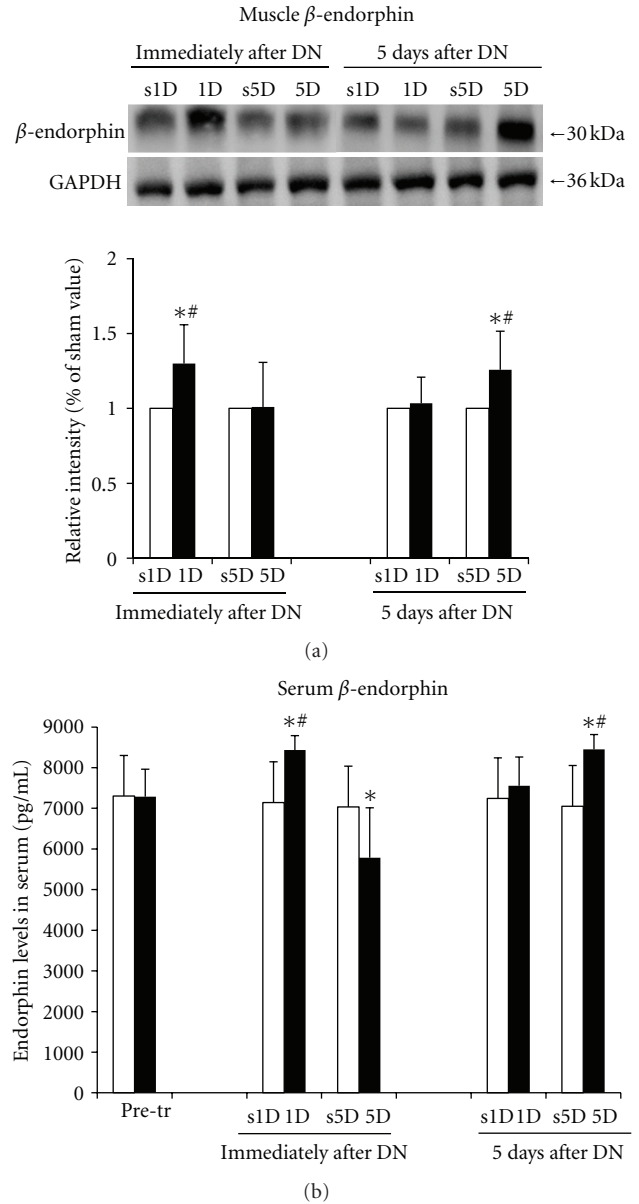 Muscle β-endorphin
Immediately after DN 5 days after DN
s1D 1D s5D 5D s1D 1D s5D 5D
β-endorphin ←30 kDa
GAPDH ←36 kDa
Relative intensity (% of sham value)
2
1.5
1
0.5
0
*#
*#
s1D 1D s5D 5D s1D 1D s5D 5D
Immediately after DN 5 days after DN
(a)
Serum β-endorphin
Endorphin levels in serum (pg/mL)
9000
8000
7000
6000
5000
4000
3000
2000
1000
0
*#
*
*#
Pre-tr s1D 1D s5D 5D s1D 1D s5D 5D
Immediately after DN 5 days after DN
(b)